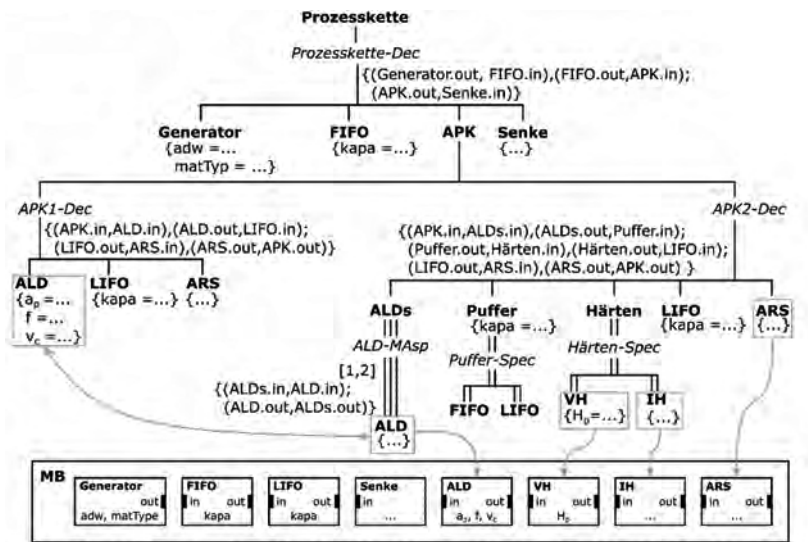 Prozesskette
Prozesskette-Dec
{(Generator.out, FIFO.in),(FIFO.out,APK.in);
(APK.out,Senke.in)}
Generator FIFO APK Senke
{adw =... {kapa =...} {...}
matTyp = ...}
APK1-Dec APK2-Dec
{(APK.in,ALD.in),(ALD.out,LIFO.in);
(LIFO.out,ARS.in),(ARS.out,APK.out)}
{(APK.in,ALDs.in),(ALDs.out,Puffer.in);
(Puffer.out,Härten.in),(Härten.out,LIFO.in);
(LIFO.out,ARS.in),(ARS.out,APK.out) }
ALD LIFO ARS
{aₚ =... {kapa =...} {...}
f =...
v_c =...}
ALDs Puffer Härten LIFO ARS
{kapa =...} {kapa =...} {...}
ALD-MAsp Puffer-Spec Härten-Spec
[1,2]
{(ALDs.in,ALD.in);
(ALD.out,ALDs.out)}
FIFO LIFO VH IH
{Hₚ=...} {...}
ALD
{...}
MB
Generator FIFO LIFO Senke ALD VH IH ARS
out in out in out in in out in out in out in out
adw, matType kapa kapa ... aₚ, f, v_c Hₚ ... ...